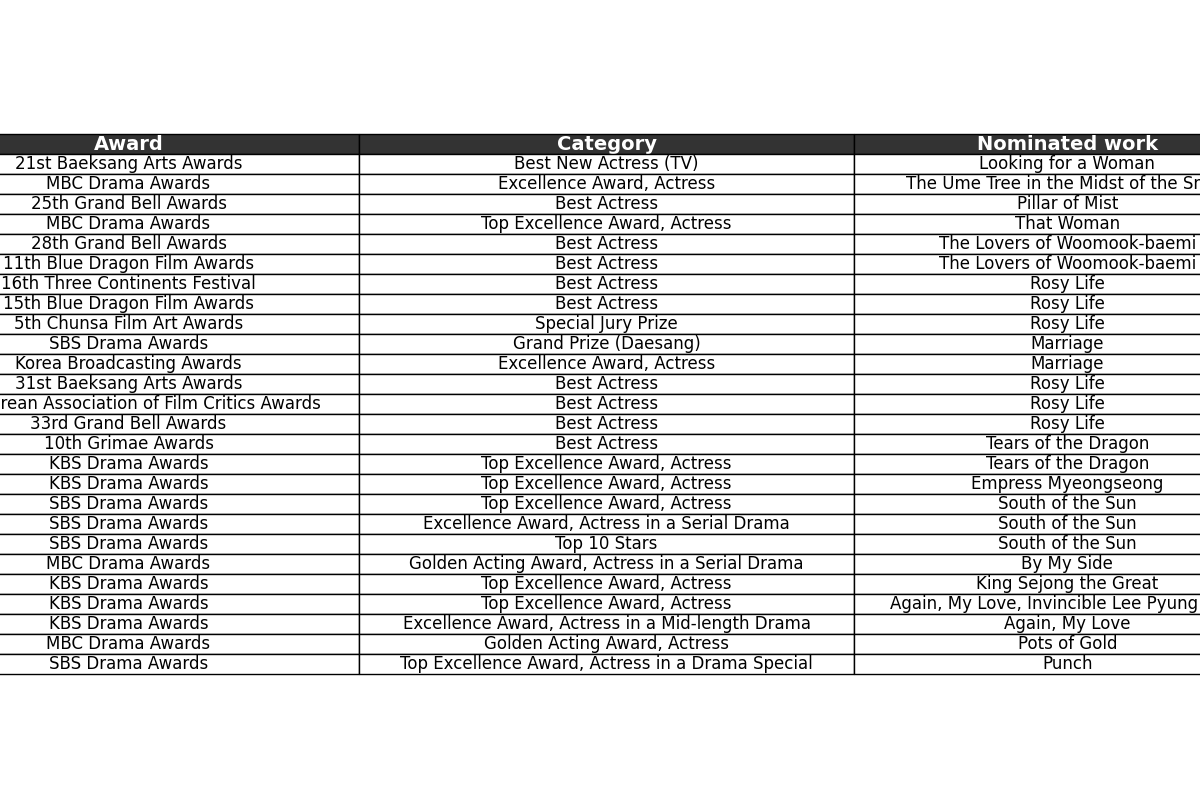 Award Category Nominated work
21st Baeksang Arts Awards Best New Actress (TV) Looking for a Woman
MBC Drama Awards Excellence Award, Actress The Ume Tree in the Midst of the
25th Grand Bell Awards Best Actress Pillar of Mist
MBC Drama Awards Top Excellence Award, Actress That Woman
28th Grand Bell Awards Best Actress The Lovers of Woomook-baemi
11th Blue Dragon Film Awards Best Actress The Lovers of Woomook-baemi
16th Three Continents Festival Best Actress Rosy Life
15th Blue Dragon Film Awards Best Actress Rosy Life
5th Chunsa Film Art Awards Special Jury Prize Rosy Life
SBS Drama Awards Grand Prize (Daesang) Marriage
Korea Broadcasting Awards Excellence Award, Actress Marriage
31st Baeksang Arts Awards Best Actress Rosy Life
Association of Film Critics Awards Best Actress Rosy Life
33rd Grand Bell Awards Best Actress Rosy Life
10th Grimae Awards Best Actress Tears of the Dragon
KBS Drama Awards Top Excellence Award, Actress Tears of the Dragon
KBS Drama Awards Top Excellence Award, Actress Empress Myeongseong
SBS Drama Awards Top Excellence Award, Actress South of the Sun
SBS Drama Awards Excellence Award, Actress in a Serial Drama South of the Sun
SBS Drama Awards Top 10 Stars South of the Sun
MBC Drama Awards Golden Acting Award, Actress in a Serial Drama By My Side
KBS Drama Awards Top Excellence Award, Actress King Sejong the Great
KBS Drama Awards Top Excellence Award, Actress Again, My Love, Invincible Lee Pyung
KBS Drama Awards Excellence Award, Actress in a Mid-length Drama Again, My Love
MBC Drama Awards Golden Acting Award, Actress Pots of Gold
SBS Drama Awards Top Excellence Award, Actress in a Drama Special Punch